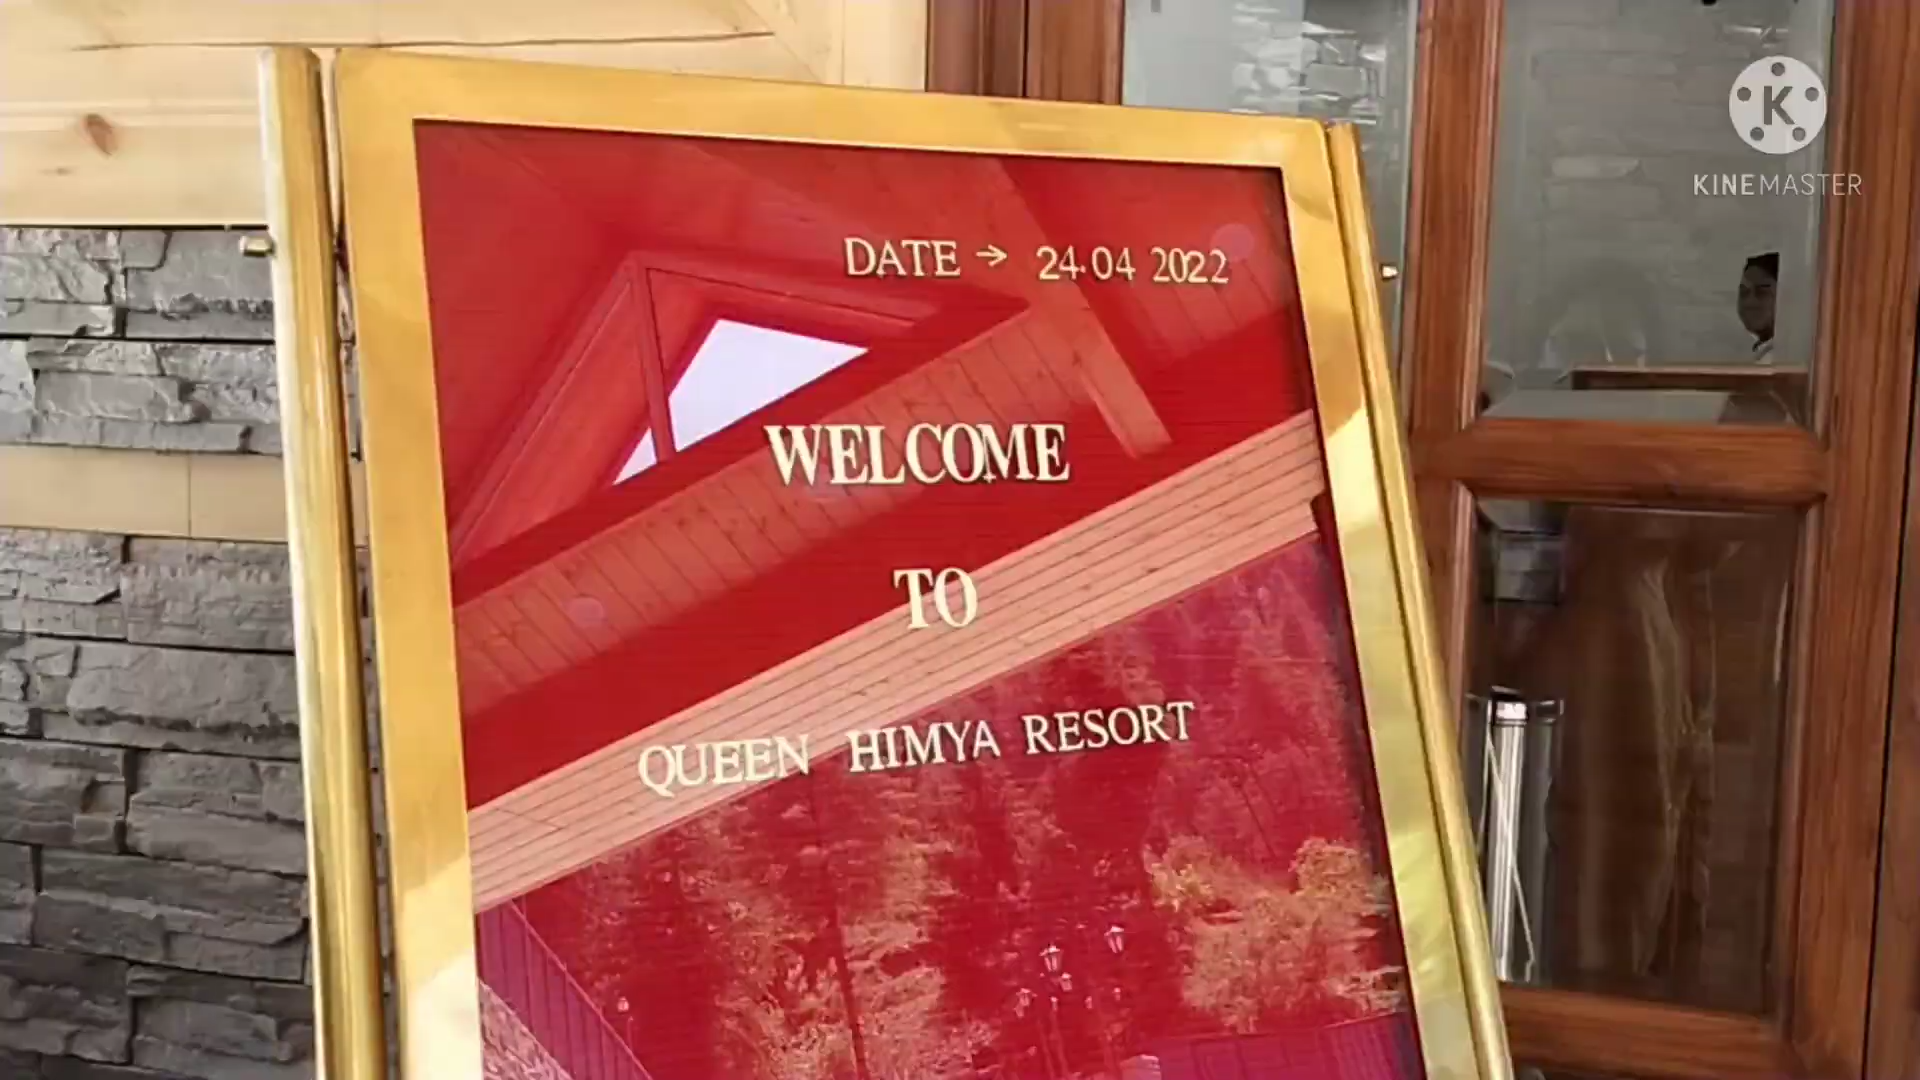 DATE → 24.04 2022
WELCOME
TO
QUEEN HIMYA RESORT
K
KINEMASTER